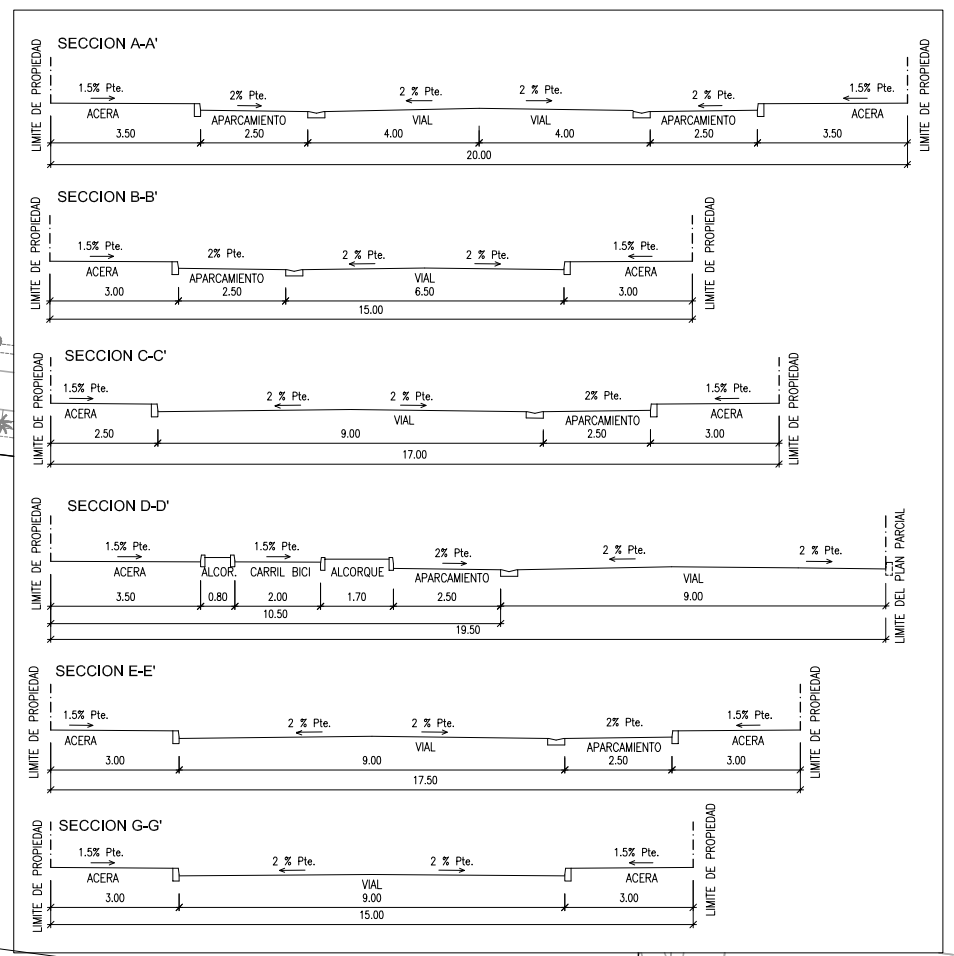 SECCION A-A'
LIMITE DE PROPIEDAD
1.5% Pte.
2% Pte.
2 % Pte.
2 % Pte.
2 % Pte.
1.5% Pte.
LIMITE DE PROPIEDAD
ACERA
APARCAMIENTO
VIAL
VIAL
APARCAMIENTO
ACERA
3.50
2.50
4.00
4.00
2.50
3.50
20.00
SECCION B-B'
LIMITE DE PROPIEDAD
1.5% Pte.
2% Pte.
2 % Pte.
2 % Pte.
1.5% Pte.
LIMITE DE PROPIEDAD
ACERA
APARCAMIENTO
VIAL
ACERA
3.00
2.50
6.50
3.00
15.00
SECCION C-C'
LIMITE DE PROPIEDAD
1.5% Pte.
2 % Pte.
2 % Pte.
2% Pte.
1.5% Pte.
LIMITE DE PROPIEDAD
ACERA
VIAL
APARCAMIENTO
ACERA
2.50
9.00
2.50
3.00
17.00
SECCION D-D'
LIMITE DE PROPIEDAD
1.5% Pte.
1.5% Pte.
2% Pte.
2 % Pte.
2 % Pte.
LIMITE DEL PLAN PARCIAL
ACERA
ALCOR.
CARRIL BICI
ALCORQUE
APARCAMIENTO
VIAL
3.50
0.80
2.00
1.70
2.50
9.00
10.50
19.50
SECCION E-E'
LIMITE DE PROPIEDAD
1.5% Pte.
2 % Pte.
2 % Pte.
2% Pte.
1.5% Pte.
LIMITE DE PROPIEDAD
ACERA
VIAL
APARCAMIENTO
ACERA
3.00
9.00
2.50
3.00
17.50
SECCION G-G'
LIMITE DE PROPIEDAD
1.5% Pte.
2 % Pte.
2 % Pte.
1.5% Pte.
LIMITE DE PROPIEDAD
ACERA
VIAL
ACERA
3.00
9.00
3.00
15.00